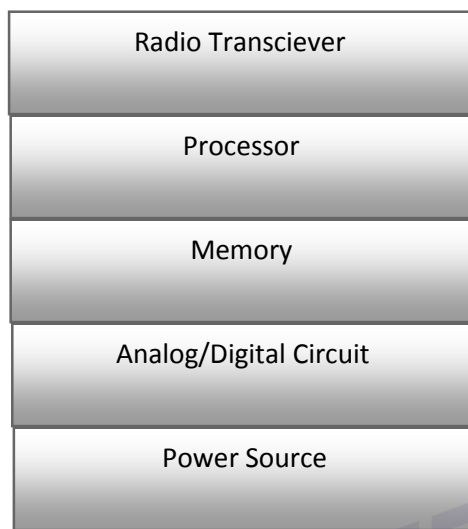 Radio Transciever
Processor
Memory
Analog/Digital Circuit
Power Source